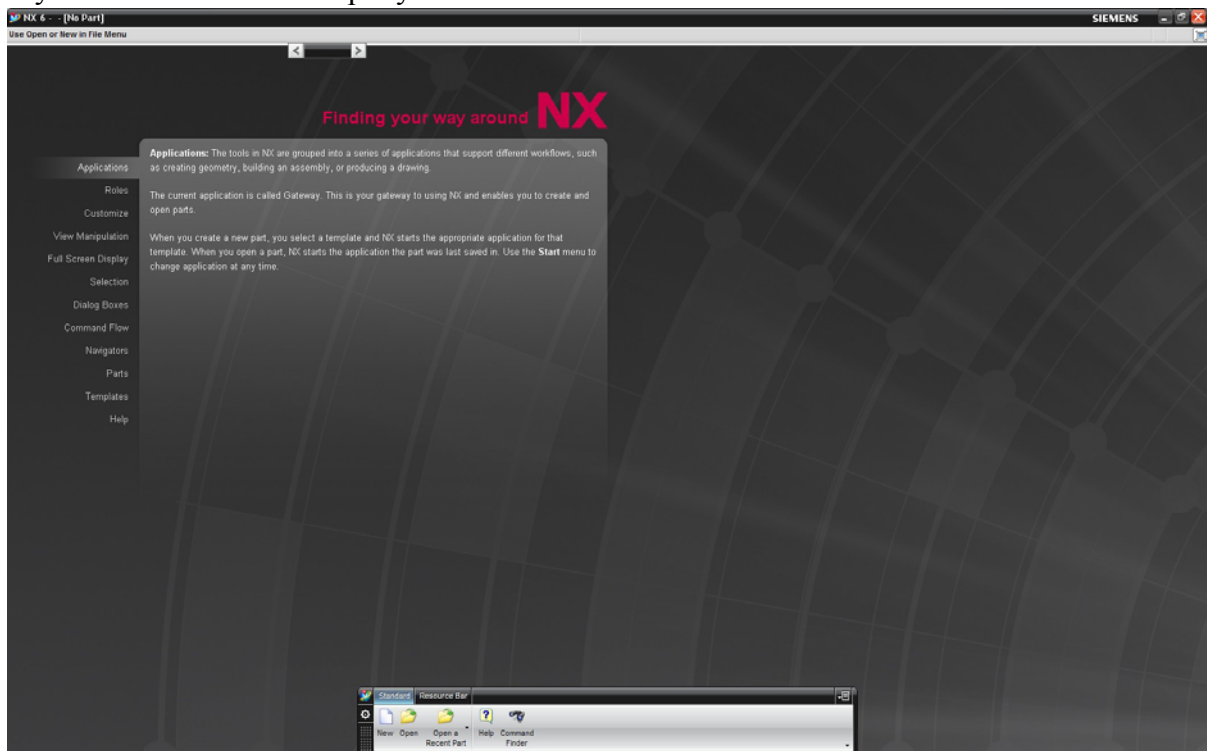 NX 6 - - [No Part]
SIEMENS
Use Open or New in File Menu
Finding your way around NX
Applications
Roles
Customize
View Manipulation
Full Screen Display
Selection
Dialog Boxes
Command Flow
Navigators
Parts
Templates
Help
Applications: The tools in NX are grouped into a series of applications that support different workflows, such
as creating geometry, building an assembly, or producing a drawing.
The current application is called Gateway. This is your gateway to using NX and enables you to create and
open parts.
When you create a new part, you select a template and NX starts the appropriate application for that
template. When you open a part, NX starts the application the part was last saved in. Use the Start menu to
change application at any time.
Standard Resource Bar
New Open Open a Help Command
Recent Part Finder